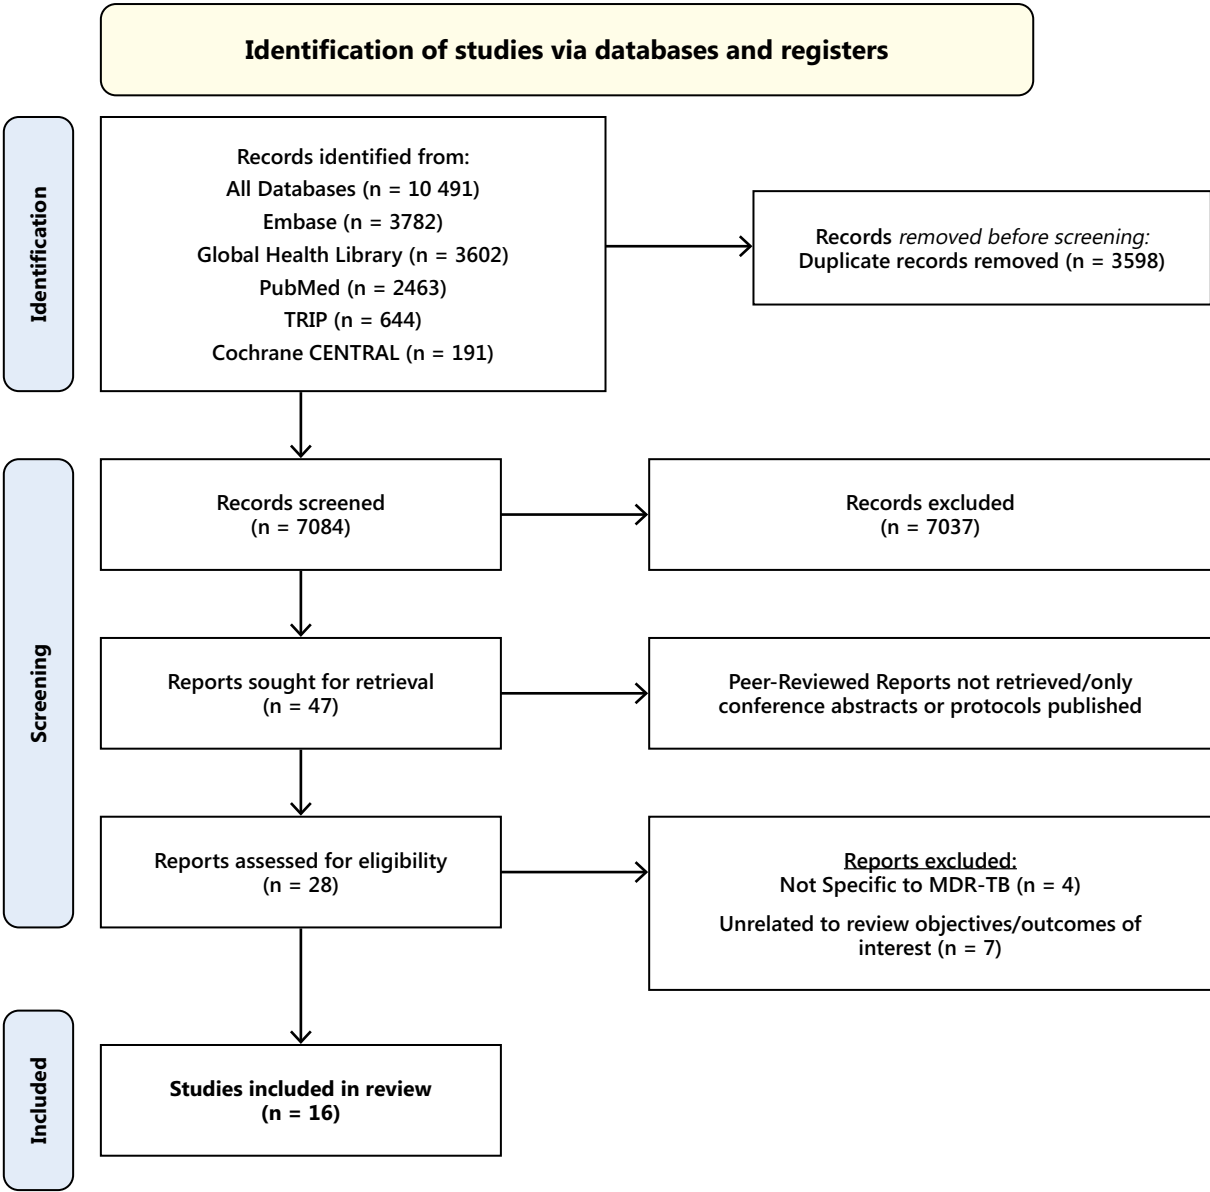 Identification of studies via databases and registers
Identification
Records identified from:
All Databases (n = 10 491)
Embase (n = 3782)
Global Health Library (n = 3602)
PubMed (n = 2463)
TRIP (n = 644)
Cochrane CENTRAL (n = 191)
Records removed before screening:
Duplicate records removed (n = 3598)
Screening
Records screened
(n = 7084)
Records excluded
(n = 7037)
Reports sought for retrieval
(n = 47)
Peer-Reviewed Reports not retrieved/only
conference abstracts or protocols published
Reports assessed for eligibility
(n = 28)
Reports excluded:
Not Specific to MDR-TB (n = 4)
Unrelated to review objectives/outcomes of
interest (n = 7)
Included
Studies included in review
(n = 16)